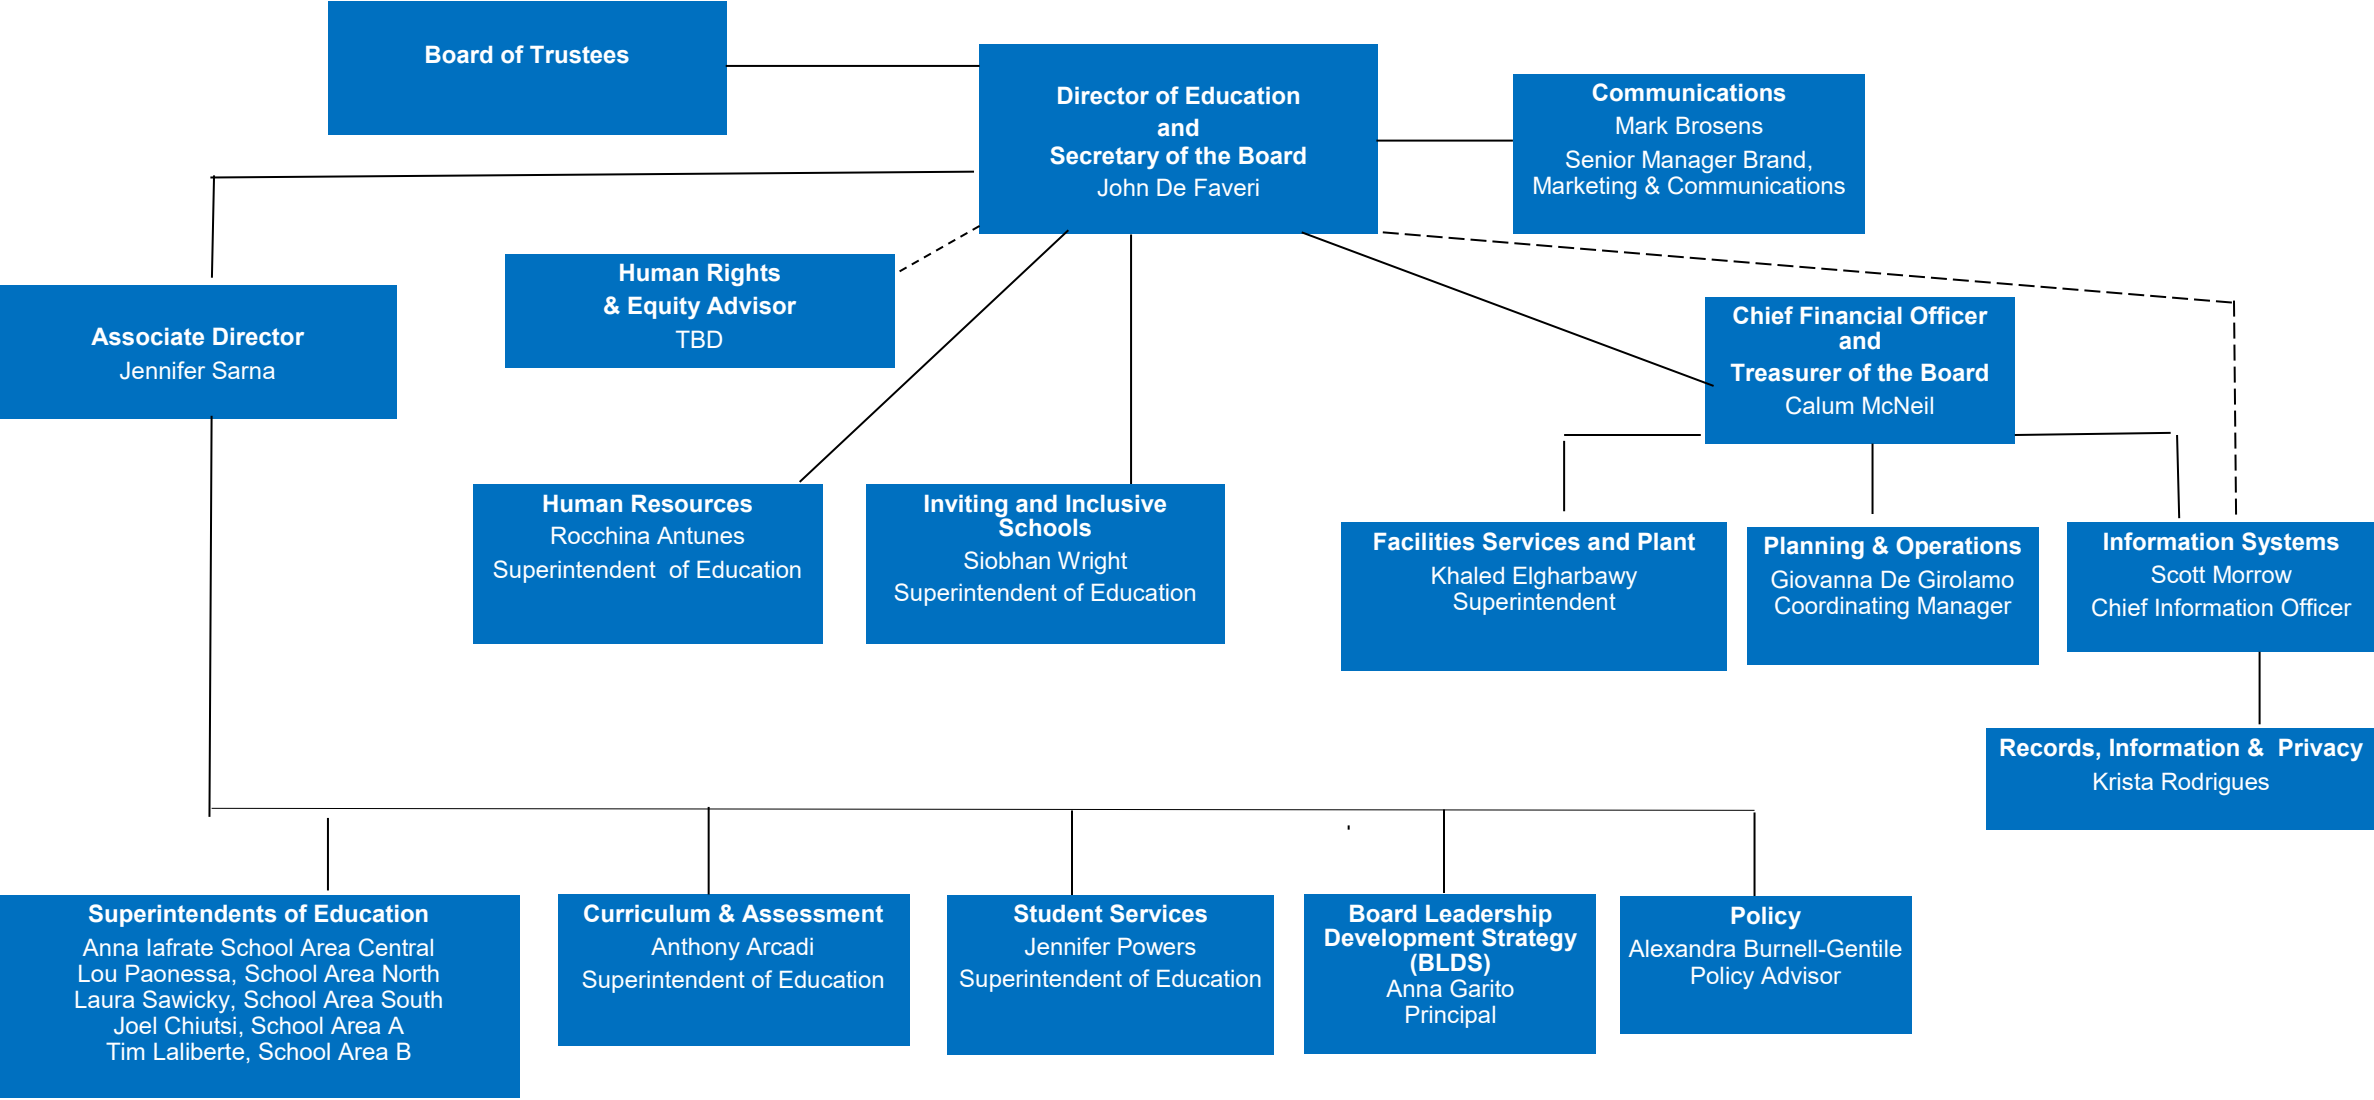 Board of Trustees
Director of Education
and
Secretary of the Board
John De Faveri
Communications
Mark Brosens
Senior Manager Brand,
Marketing & Communications
Human Rights
& Equity Advisor
TBD
Associate Director
Jennifer Sarna
Chief Financial Officer
and
Treasurer of the Board
Calum McNeil
Human Resources
Rocchina Antunes
Superintendent  of Education
Inviting and Inclusive
Schools
Siobhan Wright
Superintendent of Education
Facilities Services and Plant
Khaled Elgharbawy
Superintendent
Planning & Operations
Giovanna De Girolamo
Coordinating Manager
Information Systems
Scott Morrow
Chief Information Officer
Records, Information &  Privacy
Krista Rodrigues
Superintendents of Education
Anna Iafrate School Area Central
Lou Paonessa, School Area North
Laura Sawicky, School Area South
Joel Chiutsi, School Area A
Tim Laliberte, School Area B
Curriculum & Assessment
Anthony Arcadi
Superintendent of Education
Student Services
Jennifer Powers
Superintendent of Education
Board Leadership
Development Strategy
(BLDS)
Anna Garito
Principal
Policy
Alexandra Burnell-Gentile
Policy Advisor